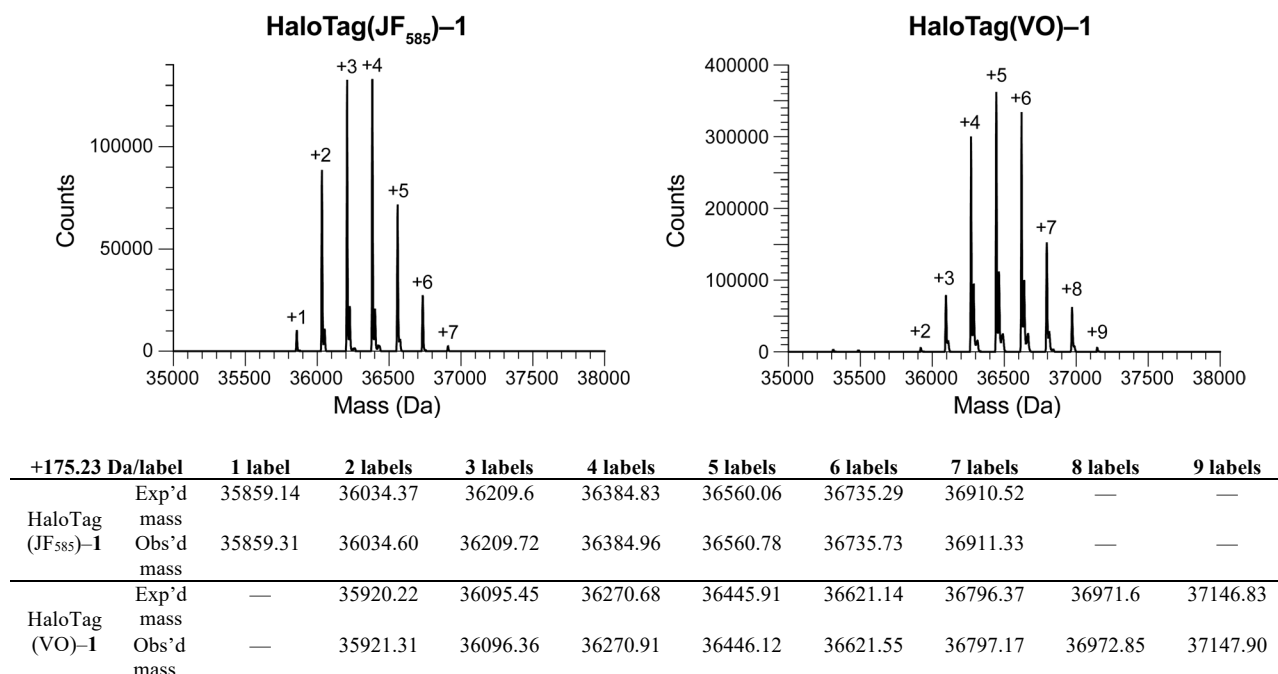 HaloTag(JF585)–1
HaloTag(VO)–1
+3 +4
+2
+5
+6
+1
+7
100000
50000
0
Counts
35000 35500 36000 36500 37000 37500 38000
Mass (Da)
+5
+6
+4
+7
+3
+8
+2
+9
400000
300000
200000
100000
0
Counts
35000 35500 36000 36500 37000 37500 38000
Mass (Da)
+175.23 Da/label 1 label 2 labels 3 labels 4 labels 5 labels 6 labels 7 labels 8 labels 9 labels
HaloTag (JF585)–1
Exp’d mass 35859.14 36034.37 36209.6 36384.83 36560.06 36735.29 36910.52 — —
Obs’d mass 35859.31 36034.60 36209.72 36384.96 36560.78 36735.73 36911.33 — —
HaloTag (VO)–1
Exp’d mass — 35920.22 36095.45 36270.68 36445.91 36621.14 36796.37 36971.6 37146.83
Obs’d mass — 35921.31 36096.36 36270.91 36446.12 36621.55 36797.17 36972.85 37147.90